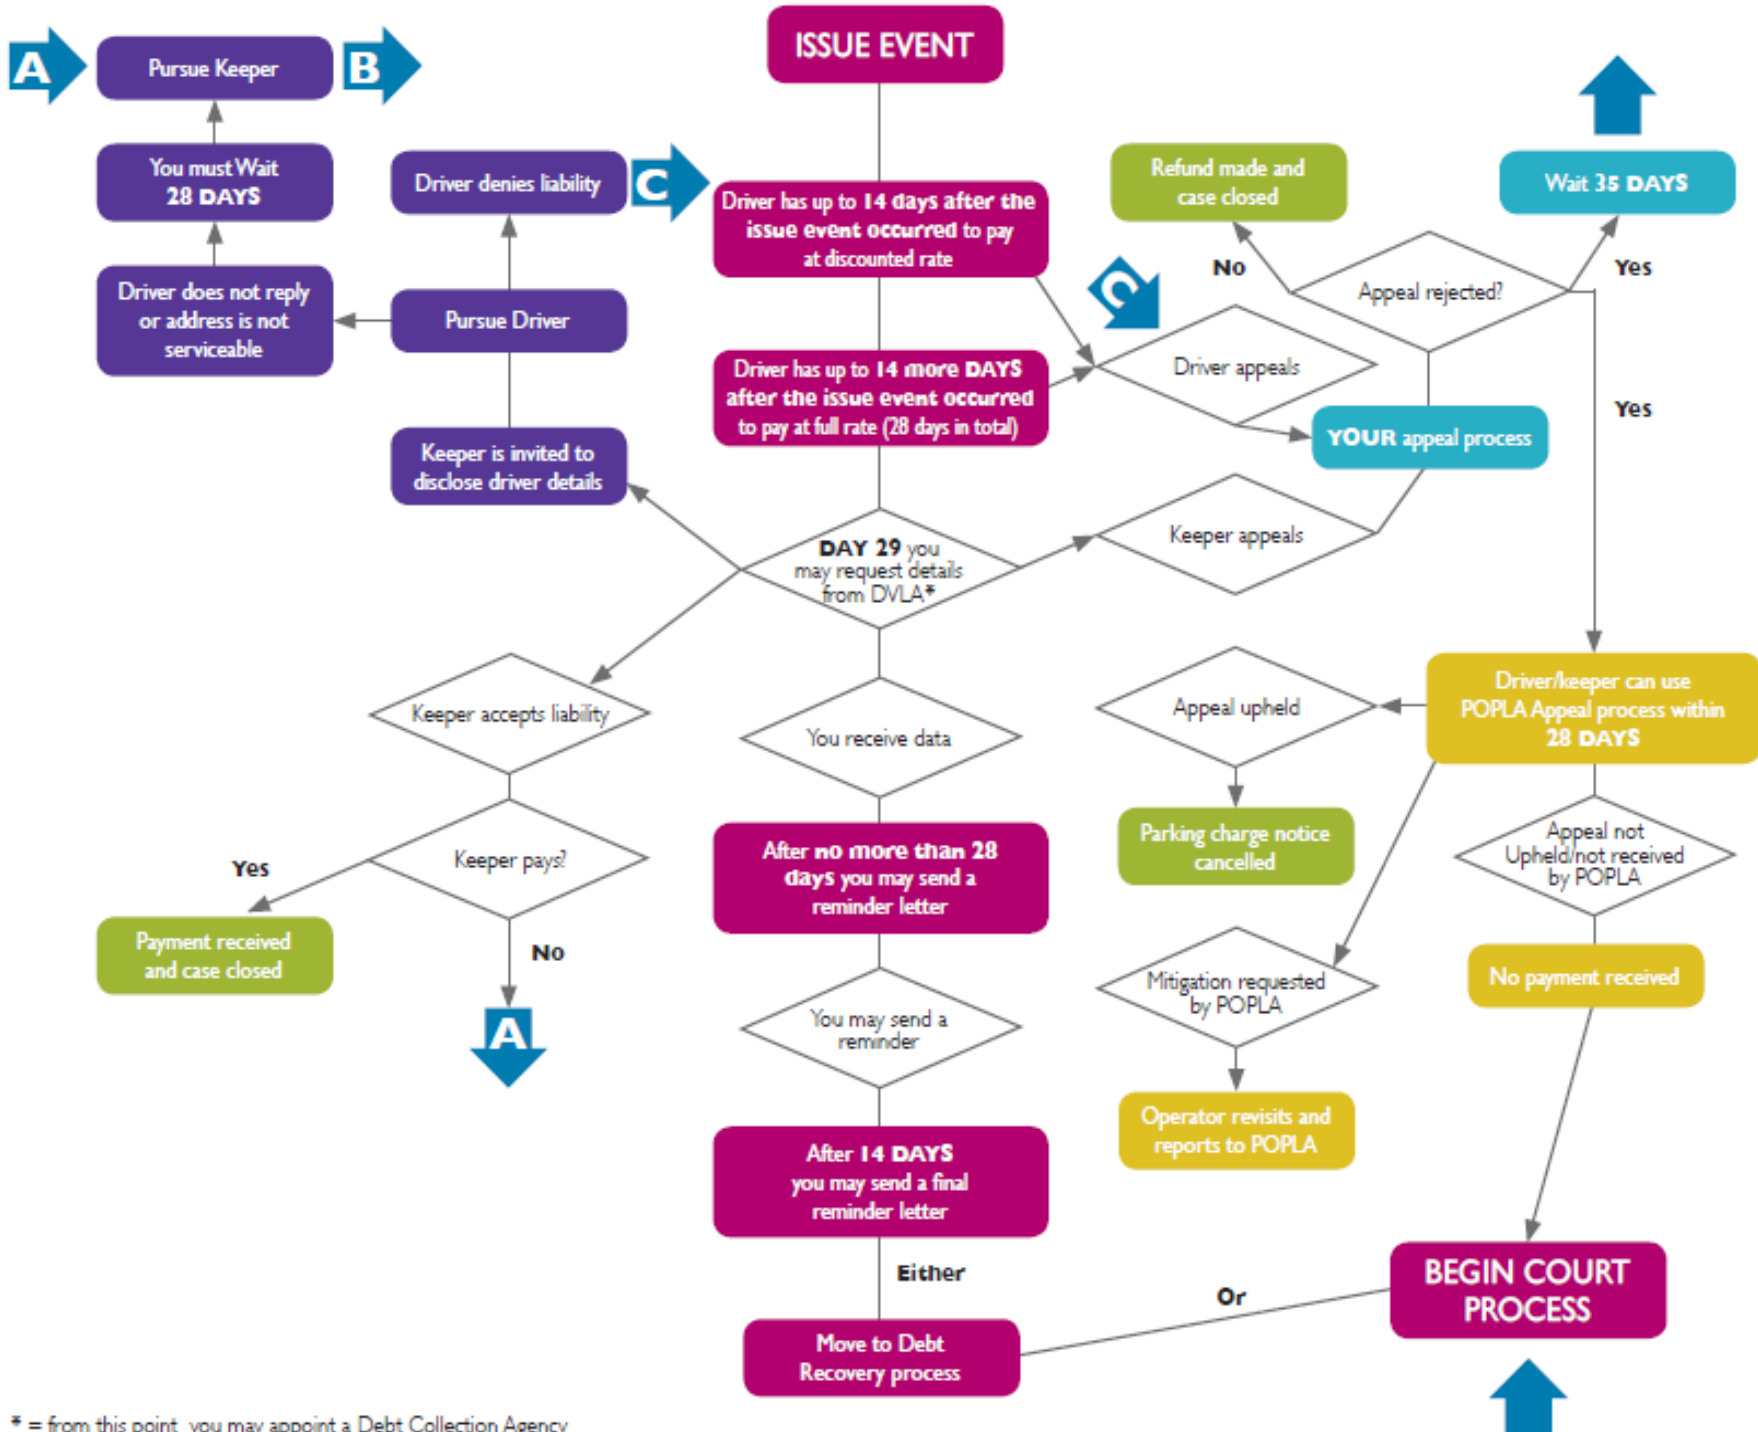 ISSUE EVENT
A
Pursue Keeper
B
You must Wait
28 DAYS
Driver denies liability
C
Driver has up to 14 days after the
issue event occurred to pay
at discounted rate
Refund made and
case closed
Wait 35 DAYS
No
Yes
Appeal rejected?
Driver does not reply
or address is not
serviceable
Pursue Driver
C
Driver has up to 14 more DAYS
after the issue event occurred
to pay at full rate (28 days in total)
Driver appeals
Yes
YOUR appeal process
Keeper is invited to
disclose driver details
DAY 29 you
may request details
from DVLA*
Keeper appeals
Keeper accepts liability
You receive data
Appeal upheld
Driver/keeper can use
POPLA Appeal process within
28 DAYS
Keeper pays?
Yes
No
Payment received
and case closed
A
After no more than 28
days you may send a
reminder letter
Parking charge notice
cancelled
Appeal not
Upheld/not received
by POPLA
You may send a
reminder
Mitigation requested
by POPLA
No payment received
After 14 DAYS
you may send a final
reminder letter
Operator revisits and
reports to POPLA
Either
Or
BEGIN COURT
PROCESS
Move to Debt
Recovery process
* = from this point you may appoint a Debt Collection Agency